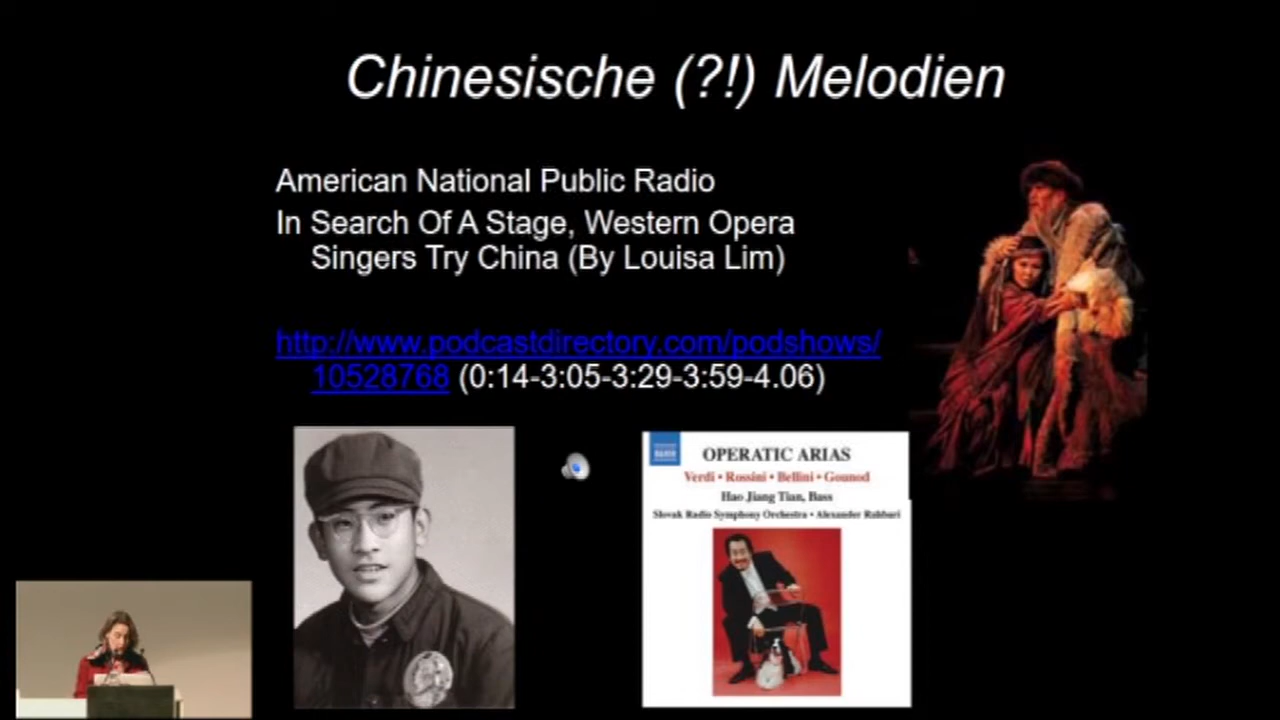 Chinesische (?!) Melodien
American National Public Radio
In Search Of A Stage, Western Opera
Singers Try China (By Louisa Lim)
http://www.podcastdirectory.com/podshows/
10528768 (0:14-3:05-3:29-3:59-4.06)
NAXOS
OPERATIC ARIAS
Verdi • Rossini • Bellini • Gounod
Hao Jiang Tian, Bass
Slovak Radio Symphony Orchestra • Alexander Rahbari